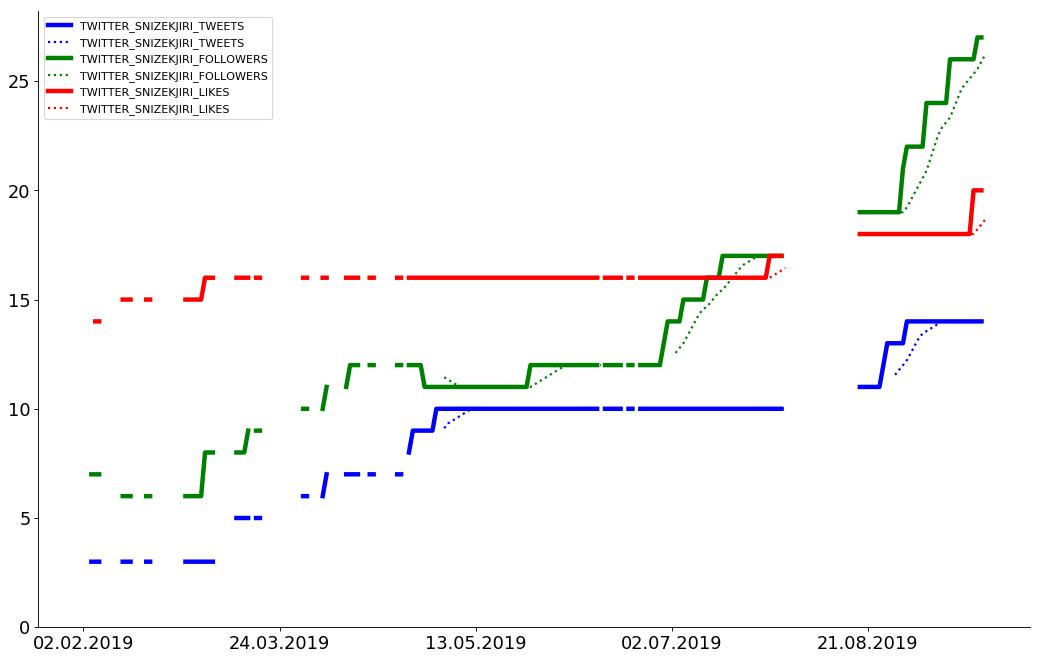 TWITTER_SNIZEKJIRI_TWEETS
TWITTER_SNIZEKJIRI_TWEETS
TWITTER_SNIZEKJIRI_FOLLOWERS
TWITTER_SNIZEKJIRI_FOLLOWERS
TWITTER_SNIZEKJIRI_LIKES
TWITTER_SNIZEKJIRI_LIKES
25
20
15
10
5
0
02.02.2019 24.03.2019 13.05.2019 02.07.2019 21.08.2019